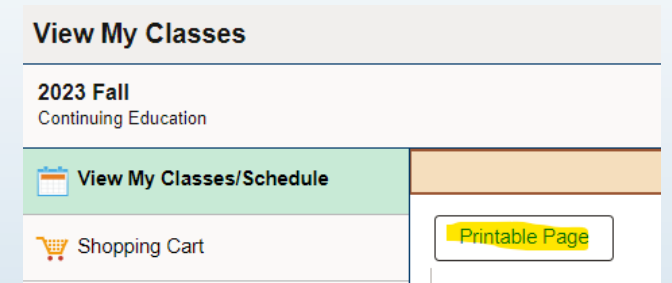 View My Classes
2023 Fall
Continuing Education
View My Classes/Schedule
Shopping Cart
Printable Page